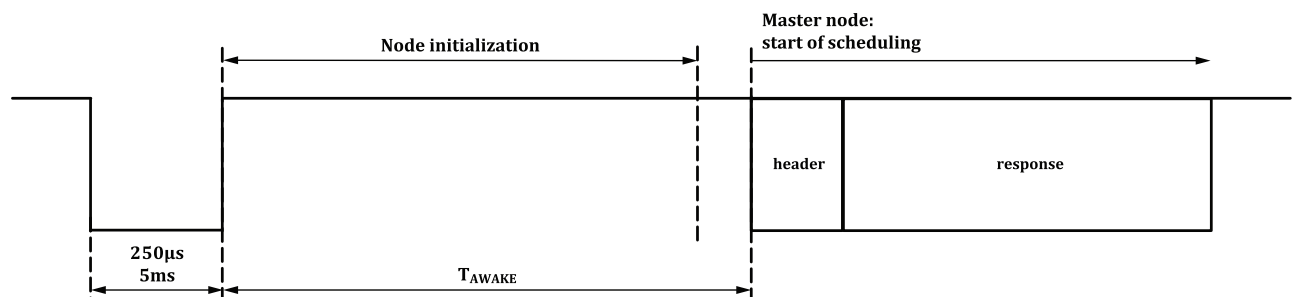 Master node:
start of scheduling
Node initialization
header
response
250μs
5ms
TAWAKE